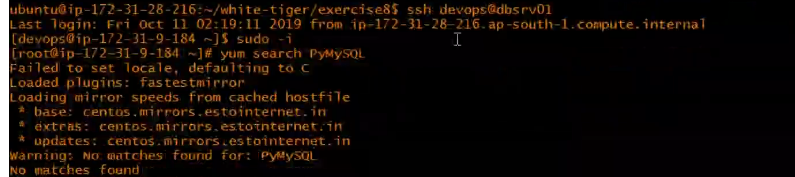 ubuntu@ip-172-31-28-216:~/white-tiger/exercise8$ ssh devops@dbsrv01
Last login: Fri Oct 11 02:19:11 2019 from ip-172-31-28-216.ap-south-1.compute.internal
[devops@ip-172-31-9-184 ~]$ sudo -i
[root@ip-172-31-9-184 ~]# yum search PyMySQL
Failed to set locale, defaulting to C
Loaded plugins: fastestmirror
Loading mirror speeds from cached hostfile
 * base: centos.mirrors.estointernet.in
 * extras: centos.mirrors.estointernet.in
 * updates: centos.mirrors.estointernet.in
Warning: No matches found for: PyMySQL
No matches found